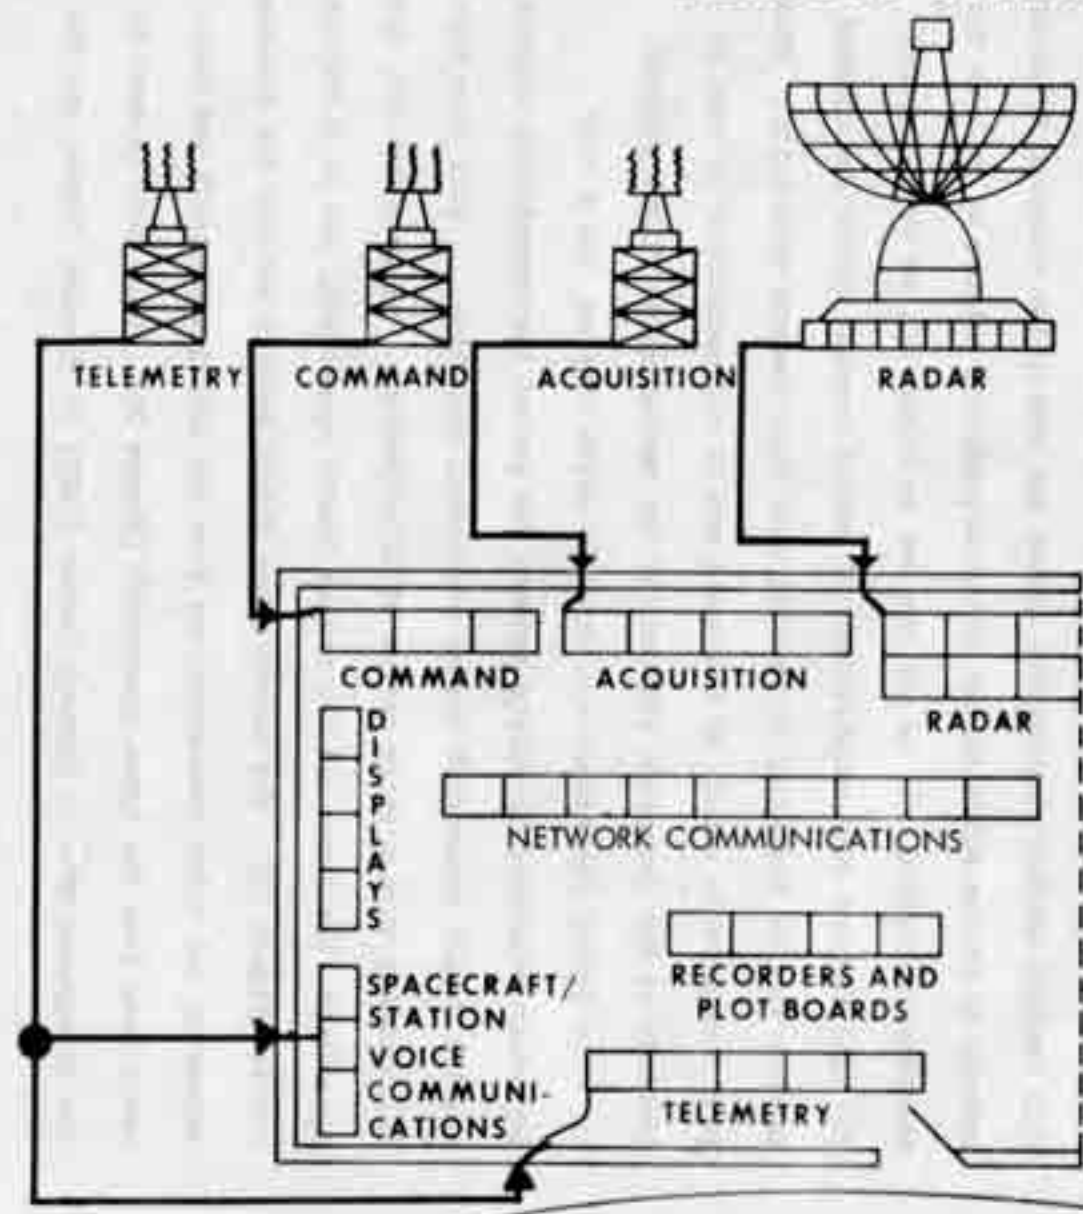 TELEMETRY
COMMAND
ACQUISITION
RADAR
COMMAND
ACQUISITION
RADAR
DISPLAYS
NETWORK COMMUNICATIONS
RECORDERS AND
PLOT BOARDS
SPACECRAFT/
STATION
VOICE
COMMUNI-
CATIONS
TELEMETRY